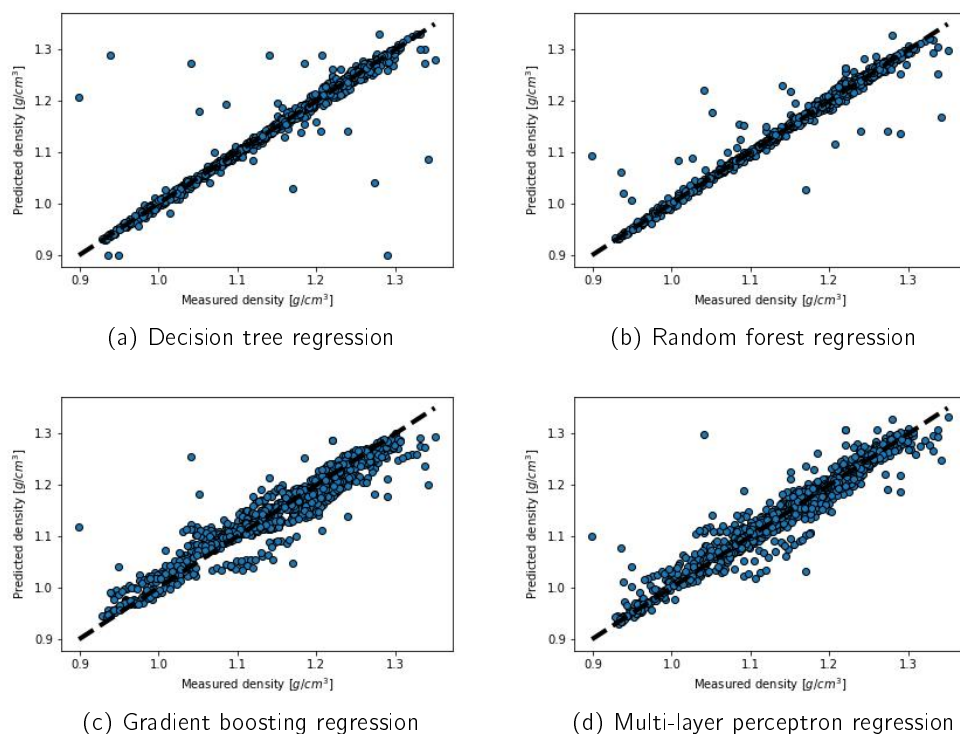 1.3
1.2
1.1
1.0
0.9
Predicted density [g/cm³]
0.9 1.0 1.1 1.2 1.3
Measured density [g/cm³]
(a) Decision tree regression
1.3
1.2
1.1
1.0
0.9
Predicted density [g/cm³]
0.9 1.0 1.1 1.2 1.3
Measured density [g/cm³]
(b) Random forest regression
1.3
1.2
1.1
1.0
0.9
Predicted density [g/cm³]
0.9 1.0 1.1 1.2 1.3
Measured density [g/cm³]
(c) Gradient boosting regression
1.3
1.2
1.1
1.0
0.9
Predicted density [g/cm³]
0.9 1.0 1.1 1.2 1.3
Measured density [g/cm³]
(d) Multi-layer perceptron regression